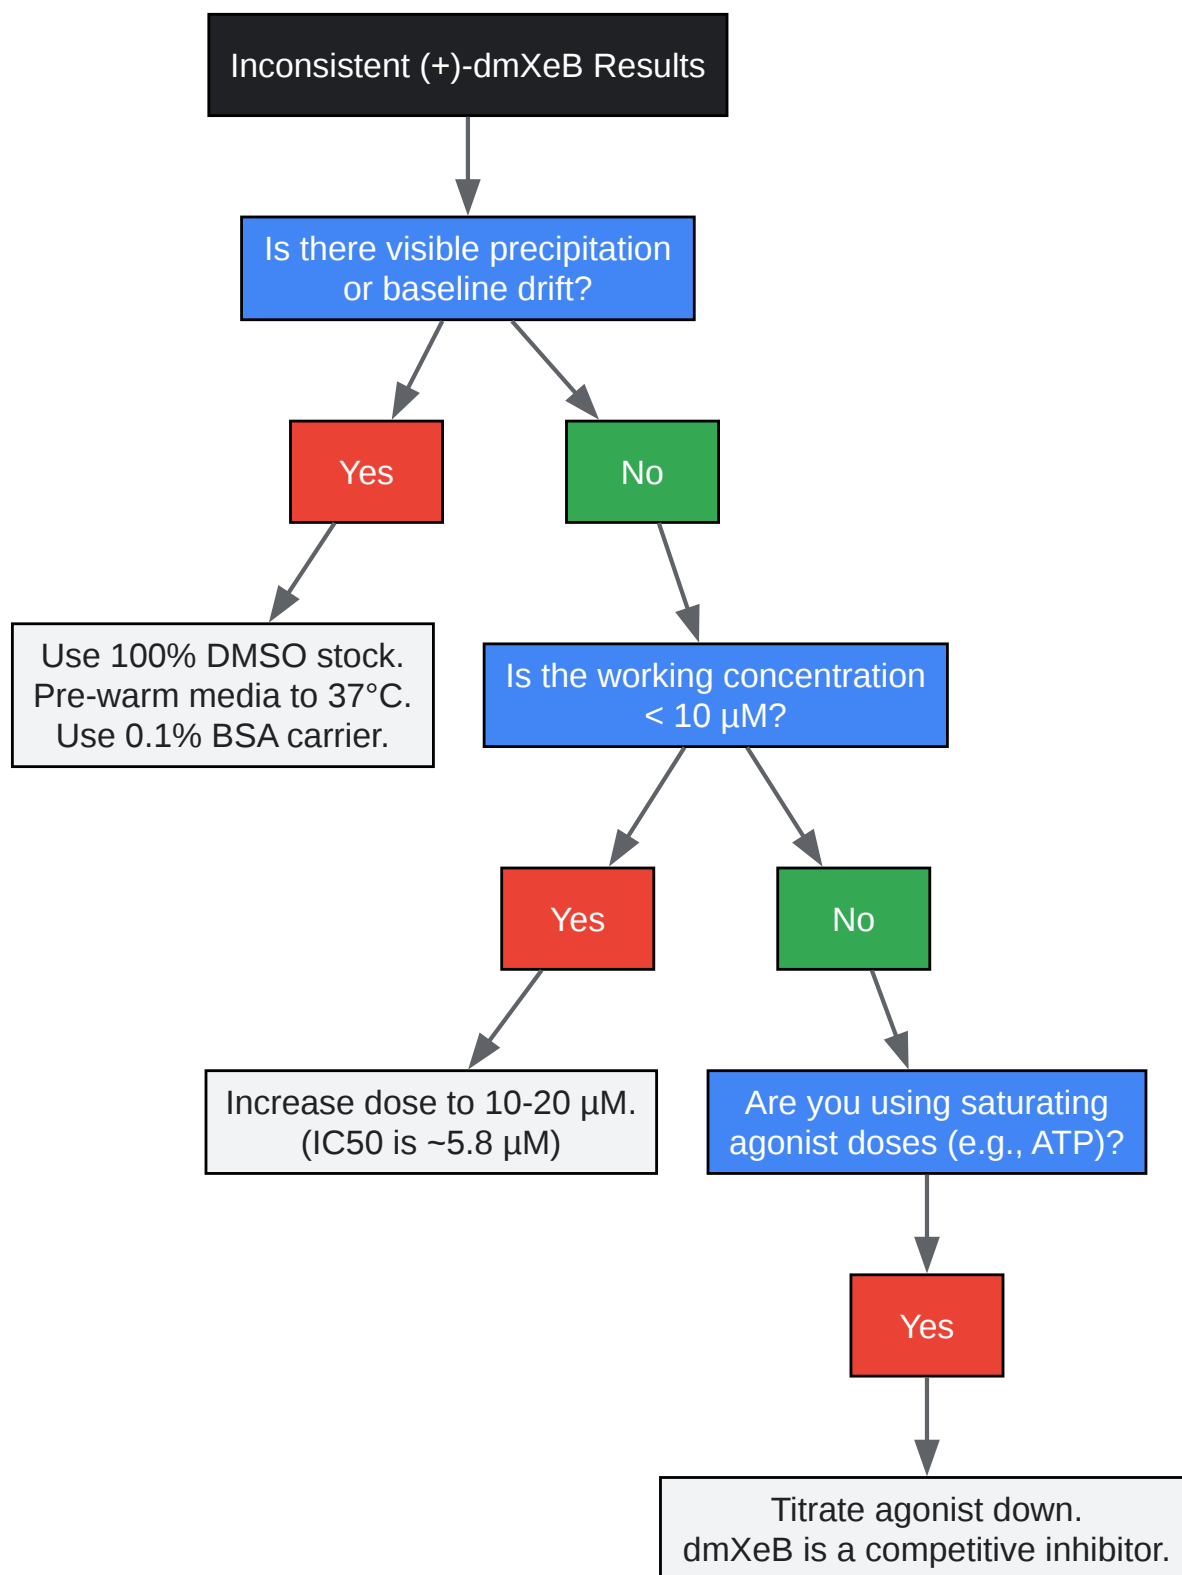 Inconsistent (+)-dmXeB Results
Is there visible precipitation
or baseline drift?
Yes
No
Use 100% DMSO stock.
Pre-warm media to 37°C.
Use 0.1% BSA carrier.
Is the working concentration
< 10 µM?
Yes
No
Increase dose to 10-20 µM.
(IC50 is ~5.8 µM)
Are you using saturating
agonist doses (e.g., ATP)?
Yes
Titrate agonist down.
dmXeB is a competitive inhibitor.